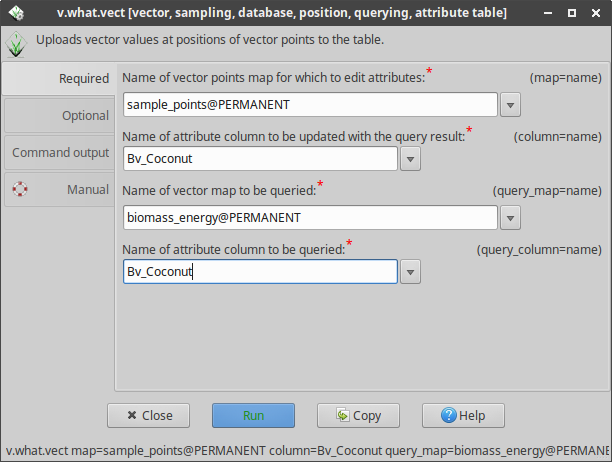 v.what.vect [vector, sampling, database, position, querying, attribute table]
Uploads vector values at positions of vector points to the table.
Required
Optional
Command output
Manual
Name of vector points map for which to edit attributes:* (map=name)
sample_points@PERMANENT
Name of attribute column to be updated with the query result:* (column=name)
Bv_Coconut
Name of vector map to be queried:* (query_map=name)
biomass_energy@PERMANENT
Name of attribute column to be queried:* (query_column=name)
Bv_Coconut
Close Run Copy Help
v.what.vect map=sample_points@PERMANENT column=Bv_Coconut query_map=biomass_energy@PERMANE